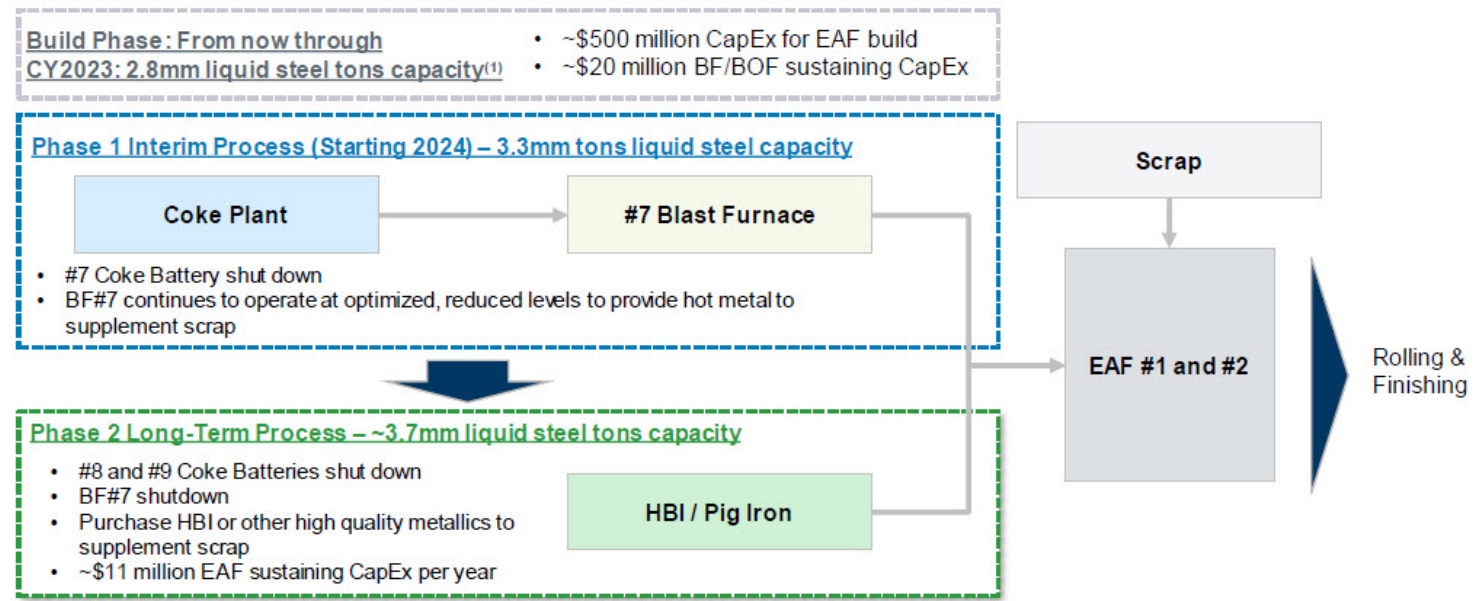 Build Phase: From now through
CY2023: 2.8mm liquid steel tons capacity(1)
• ~$500 million CapEx for EAF build
• ~$20 million BF/BOF sustaining CapEx
Phase 1 Interim Process (Starting 2024) – 3.3mm tons liquid steel capacity
Coke Plant
#7 Blast Furnace
• #7 Coke Battery shut down
• BF#7 continues to operate at optimized, reduced levels to provide hot metal to
supplement scrap
Scrap
EAF #1 and #2
Rolling &
Finishing
Phase 2 Long-Term Process – ~3.7mm liquid steel tons capacity
• #8 and #9 Coke Batteries shut down
• BF#7 shutdown
• Purchase HBI or other high quality metallics to
supplement scrap
• ~$11 million EAF sustaining CapEx per year
HBI / Pig Iron